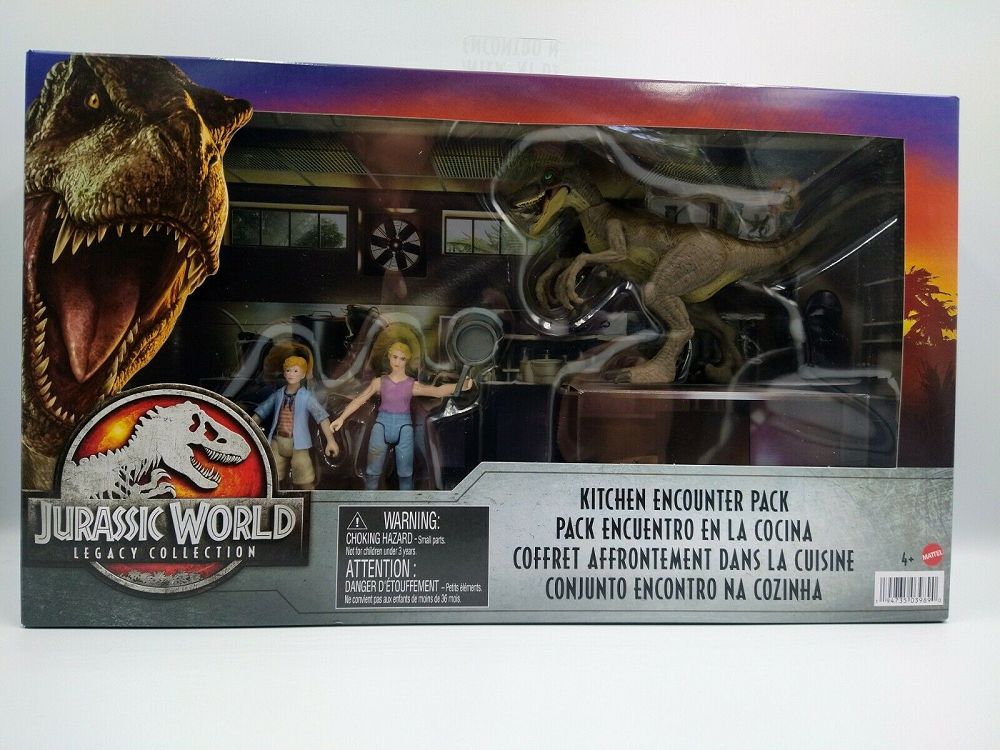 JURASSIC WORLD
LEGACY COLLECTION
WARNING:
CHOKING HAZARD - Small parts.
Not for children under 3 years.
ATTENTION :
DANGER D'ÉTOUFFEMENT – Petits éléments.
Ne convient pas aux enfants de moins de 36 mois.
KITCHEN ENCOUNTER PACK
PACK ENCUENTRO EN LA COCINA
COFFRET AFFRONTEMENT DANS LA CUISINE
CONJUNTO ENCONTRO NA COZINHA
4+
MATTEL